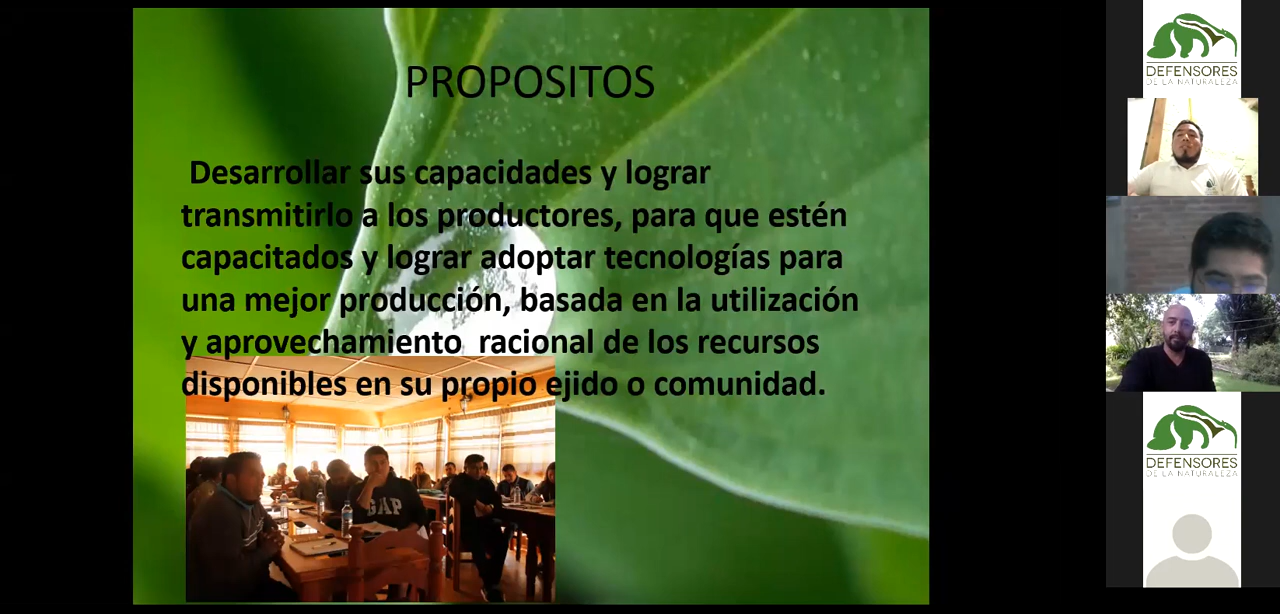 PROPOSITOS
Desarrollar sus capacidades y lograr
transmitirlo a los productores, para que estén
capacitados y lograr adoptar tecnologías para
una mejor producción, basada en la utilización
y aprovechamiento racional de los recursos
disponibles en su propio ejido o comunidad.
GAP
DEFENSORES
DE LA NATURALEZA
DEFENSORES
DE LA NATURALEZA